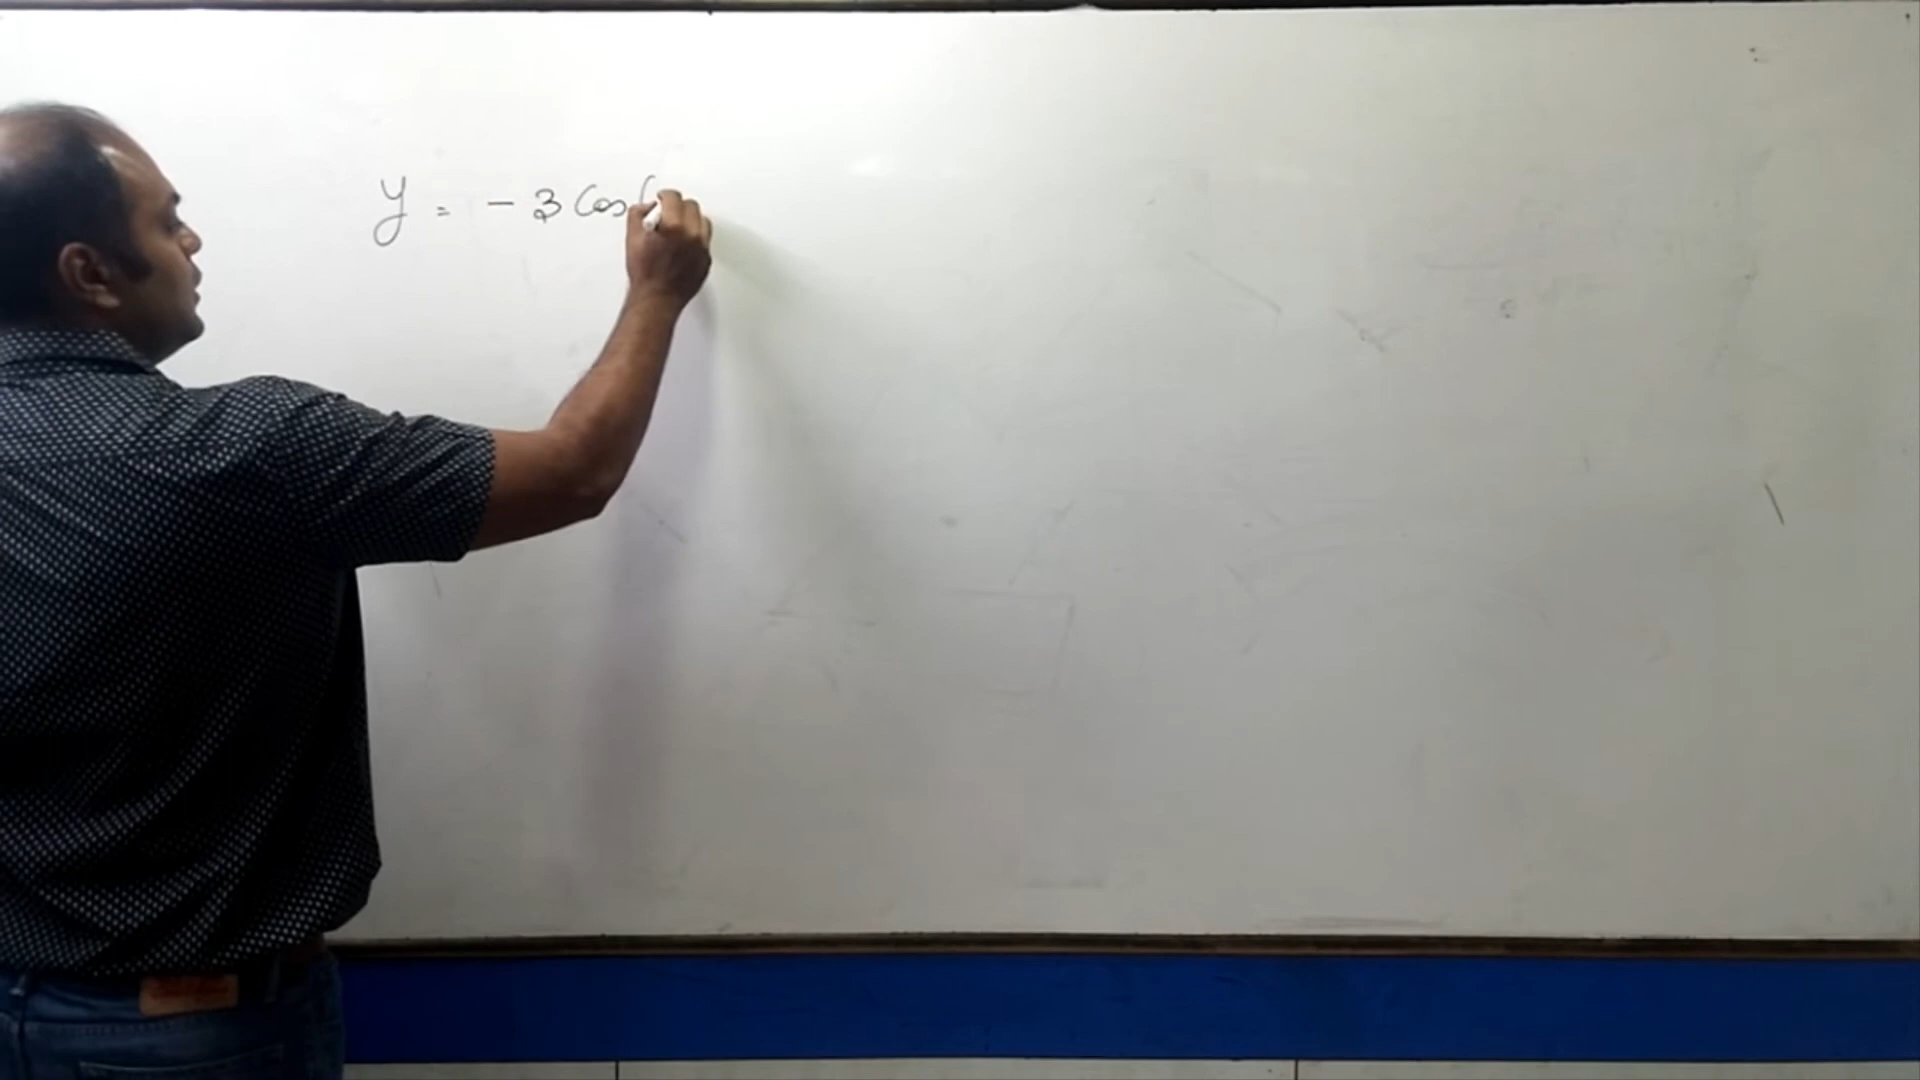 y = - 3 Cos(